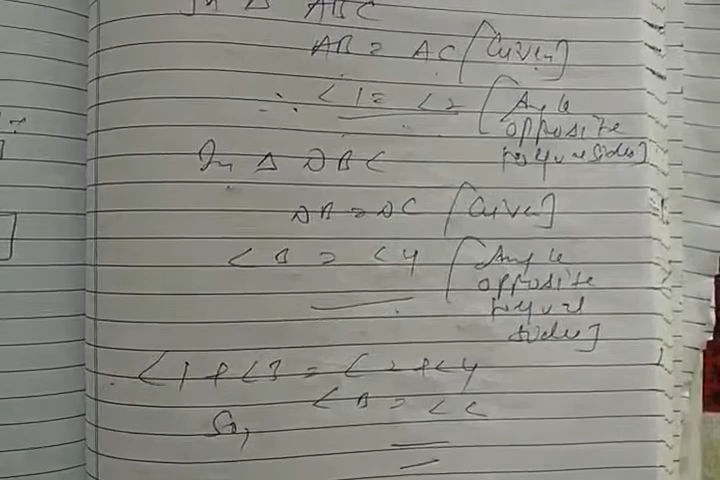 In Δ ABC
AB = AC [Given]
∴ <1 = <2 [Angle
opposite
to equal sides]
In Δ DBC
DB = DC [Given]
<3 = <4 [Angle
opposite
to equal
sides]
<1 + <3 = <2 + <4
So, <B = <C